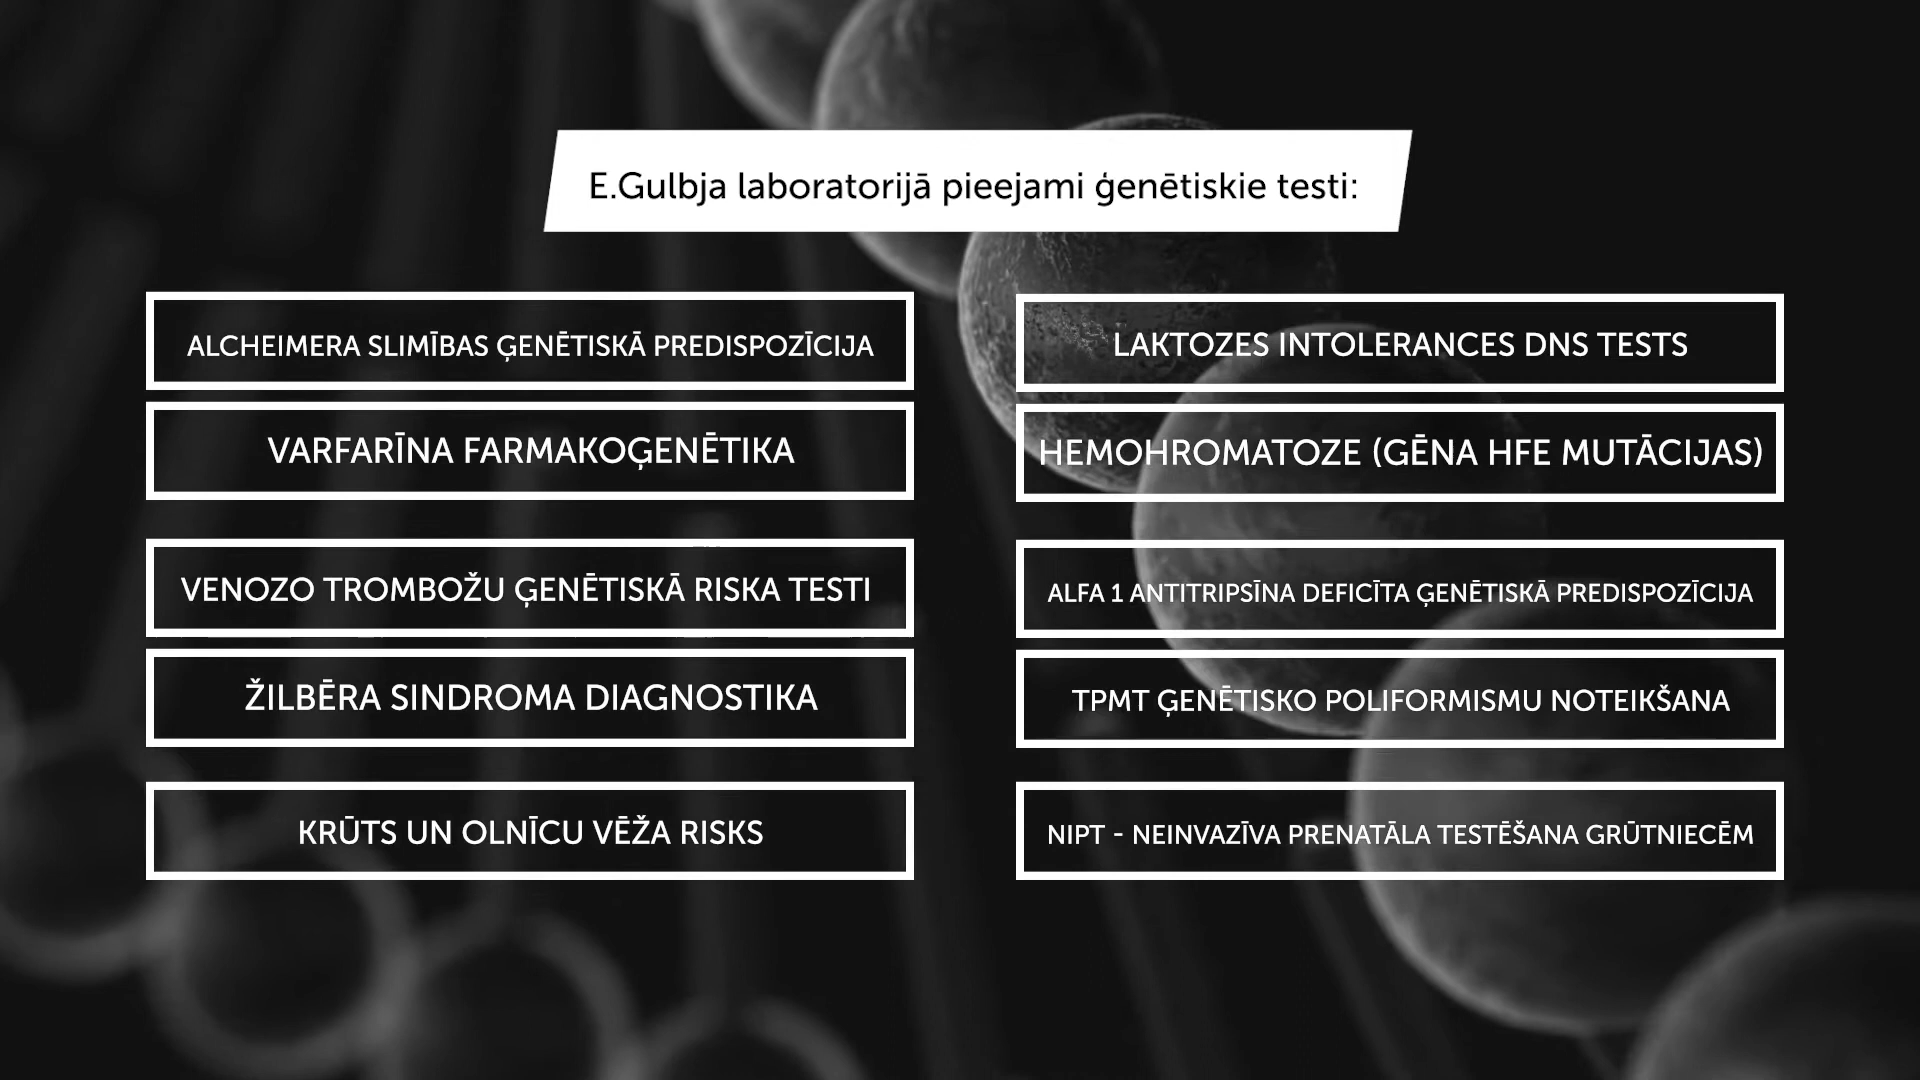 E.Gulbja laboratorijā pieejami ģenētiskie testi:
ALCHEIMERA SLIMĪBAS ĢENĒTISKĀ PREDISPOZĪCIJA
VARFARĪNA FARMAKOĢENĒTIKA
VENOZO TROMBOŽU ĢENĒTISKĀ RISKA TESTI
ŽILBĒRA SINDROMA DIAGNOSTIKA
KRŪTS UN OLNĪCU VĒŽA RISKS
LAKTOZES INTOLERANCES DNS TESTS
HEMOHROMATOZE (GĒNA HFE MUTĀCIJAS)
ALFA 1 ANTITRIPSĪNA DEFICĪTA ĢENĒTISKĀ PREDISPOZĪCIJA
TPMT ĢENĒTISKO POLIFORMISMU NOTEIKŠANA
NIPT - NEINVAZĪVA PRENATĀLA TESTĒŠANA GRŪTNIECĒM